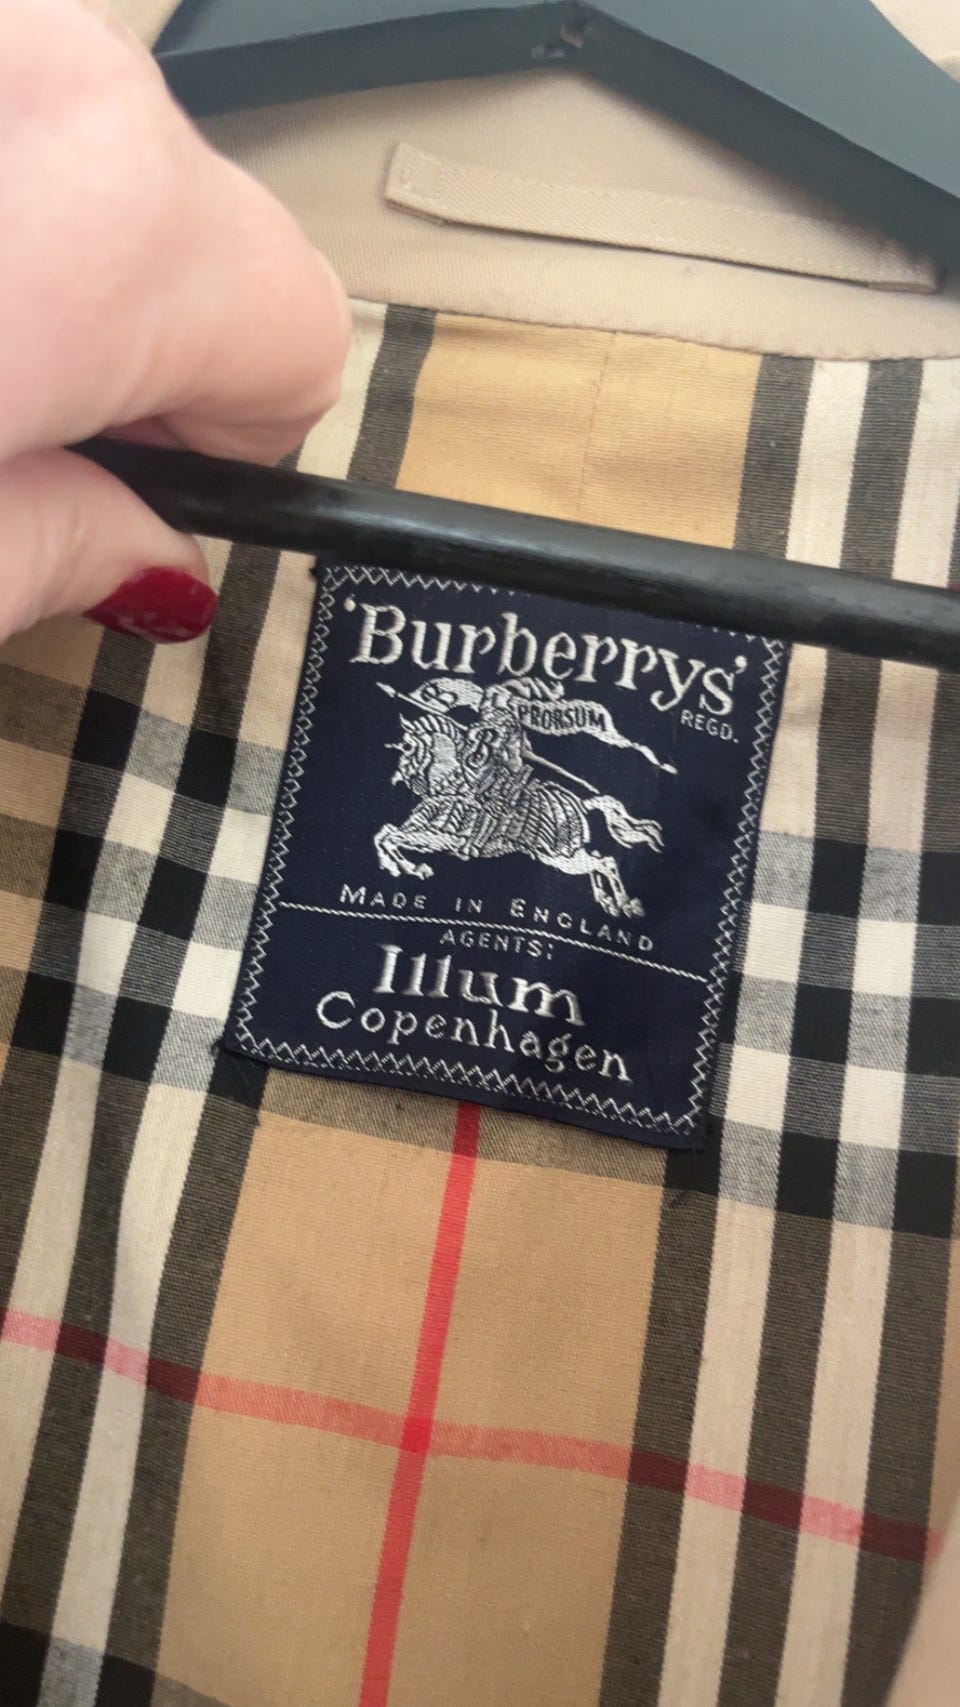 'Burberrys'
REGD.
PRORSUM
B
MADE IN ENGLAND
AGENTS:
Illum
Copenhagen